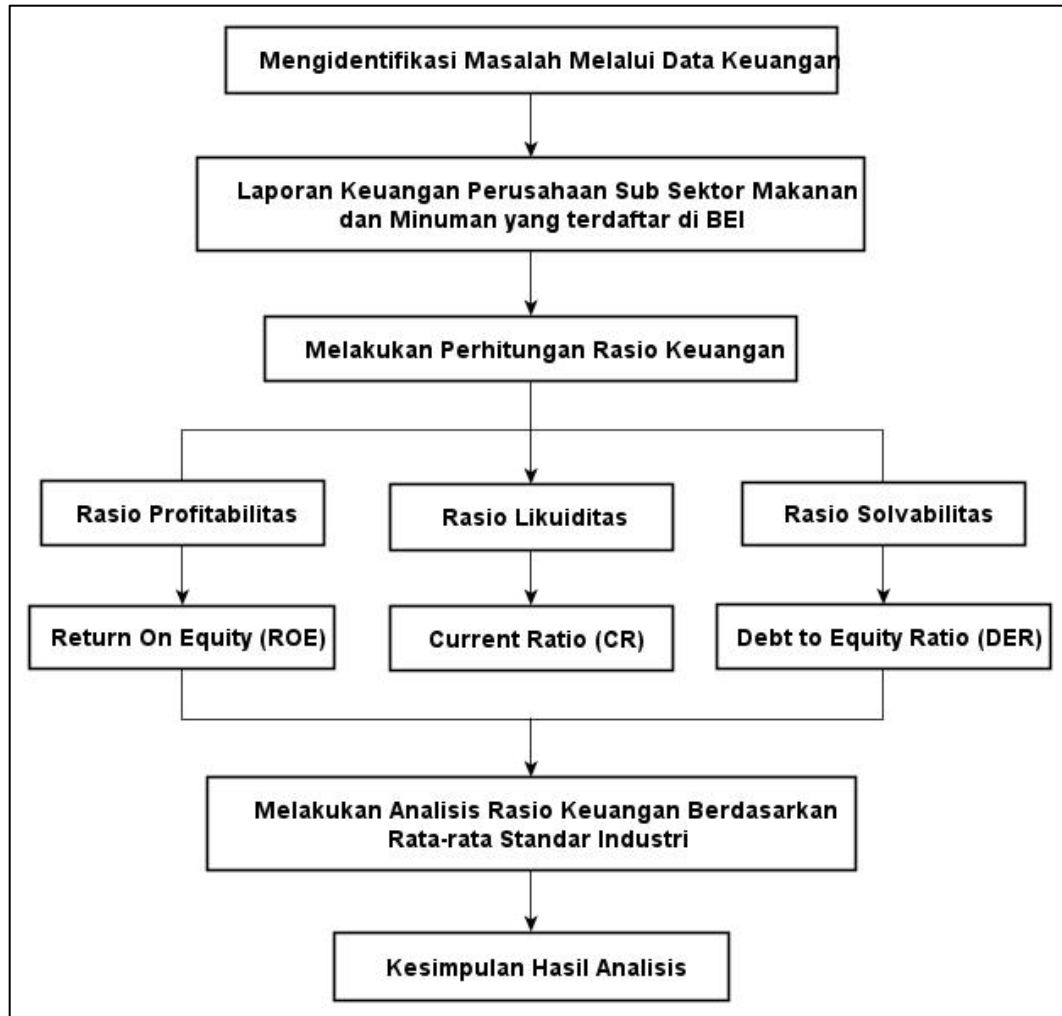 Mengidentifikasi Masalah Melalui Data Keuangan
Laporan Keuangan Perusahaan Sub Sektor Makanan
dan Minuman yang terdaftar di BEI
Melakukan Perhitungan Rasio Keuangan
Rasio Profitabilitas
Rasio Likuiditas
Rasio Solvabilitas
Return On Equity (ROE)
Current Ratio (CR)
Debt to Equity Ratio (DER)
Melakukan Analisis Rasio Keuangan Berdasarkan
Rata-rata Standar Industri
Kesimpulan Hasil Analisis